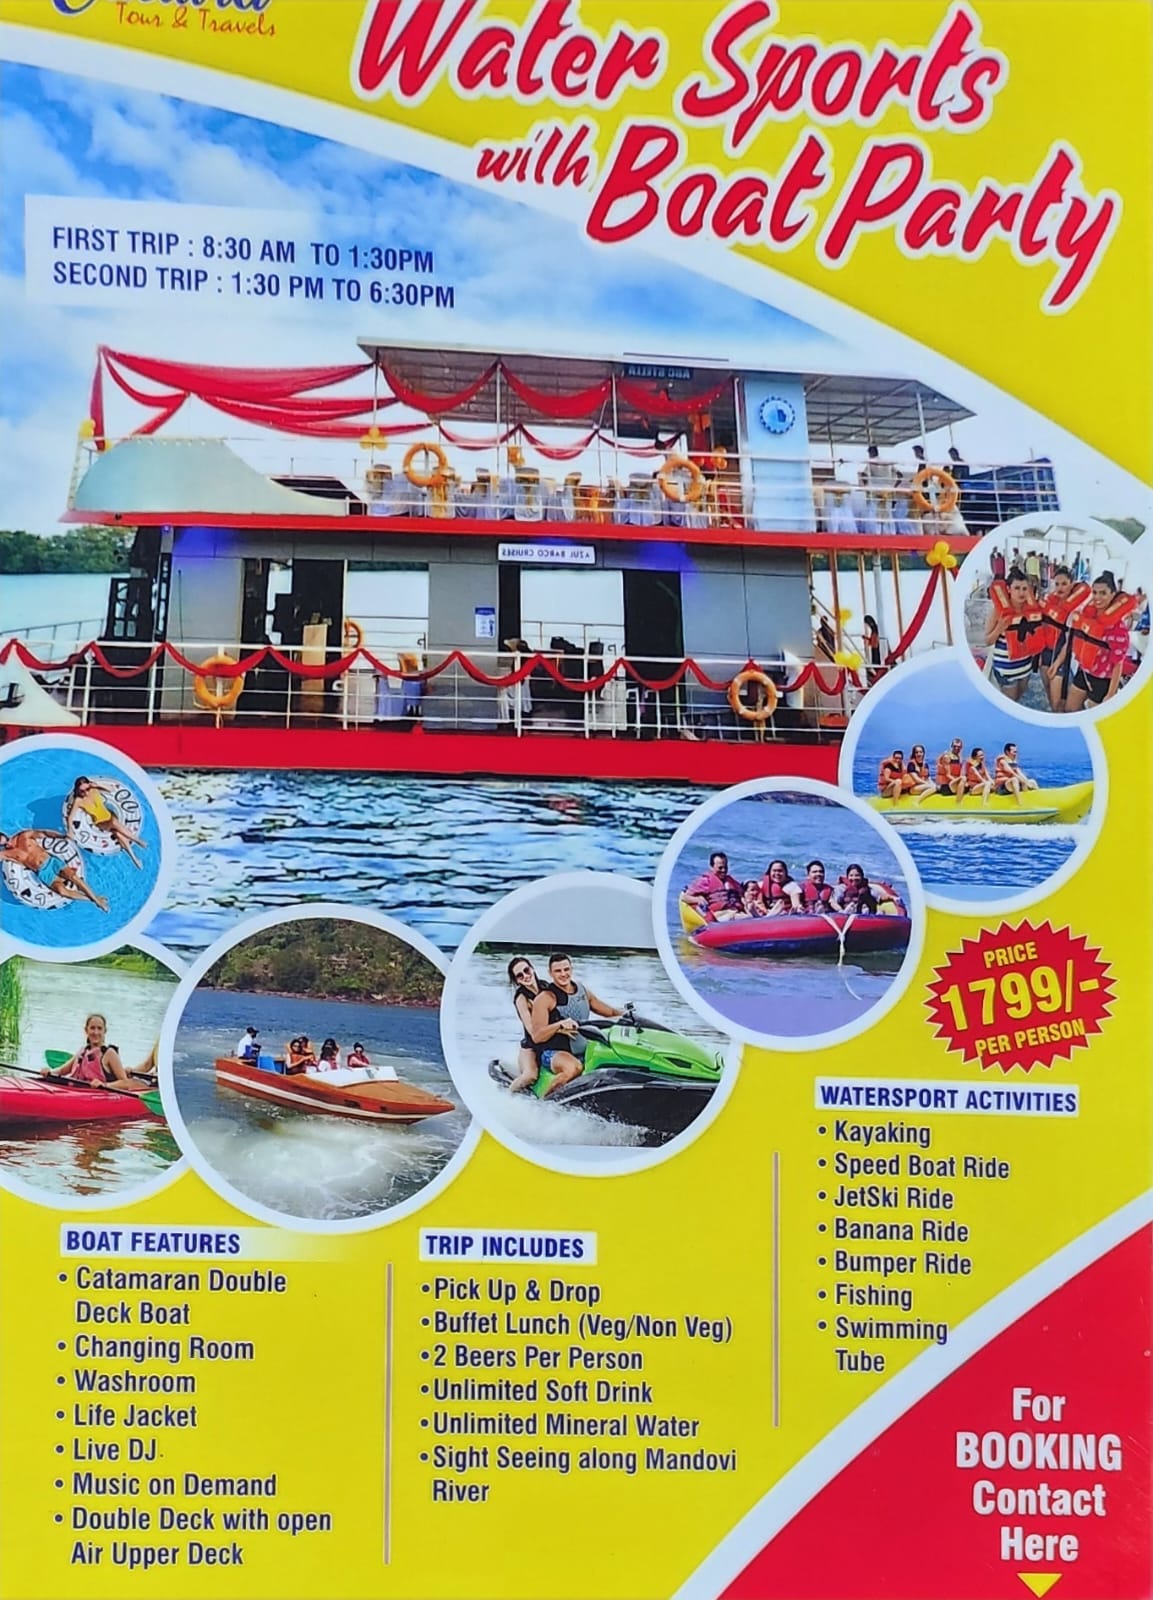 Tour & Travels
Water Sports
with Boat Party
FIRST TRIP : 8:30 AM TO 1:30PM
SECOND TRIP : 1:30 PM TO 6:30PM
ABC STELLA
AZUL BARCO CRUISES
PRICE
1799/-
PER PERSON
WATERSPORT ACTIVITIES
• Kayaking
• Speed Boat Ride
• JetSki Ride
• Banana Ride
• Bumper Ride
• Fishing
• Swimming
Tube
BOAT FEATURES
• Catamaran Double
Deck Boat
• Changing Room
• Washroom
• Life Jacket
• Live DJ.
• Music on Demand
• Double Deck with open
Air Upper Deck
TRIP INCLUDES
•Pick Up & Drop
•Buffet Lunch (Veg/Non Veg)
•2 Beers Per Person
•Unlimited Soft Drink
•Unlimited Mineral Water
•Sight Seeing along Mandovi
River
For
BOOKING
Contact
Here